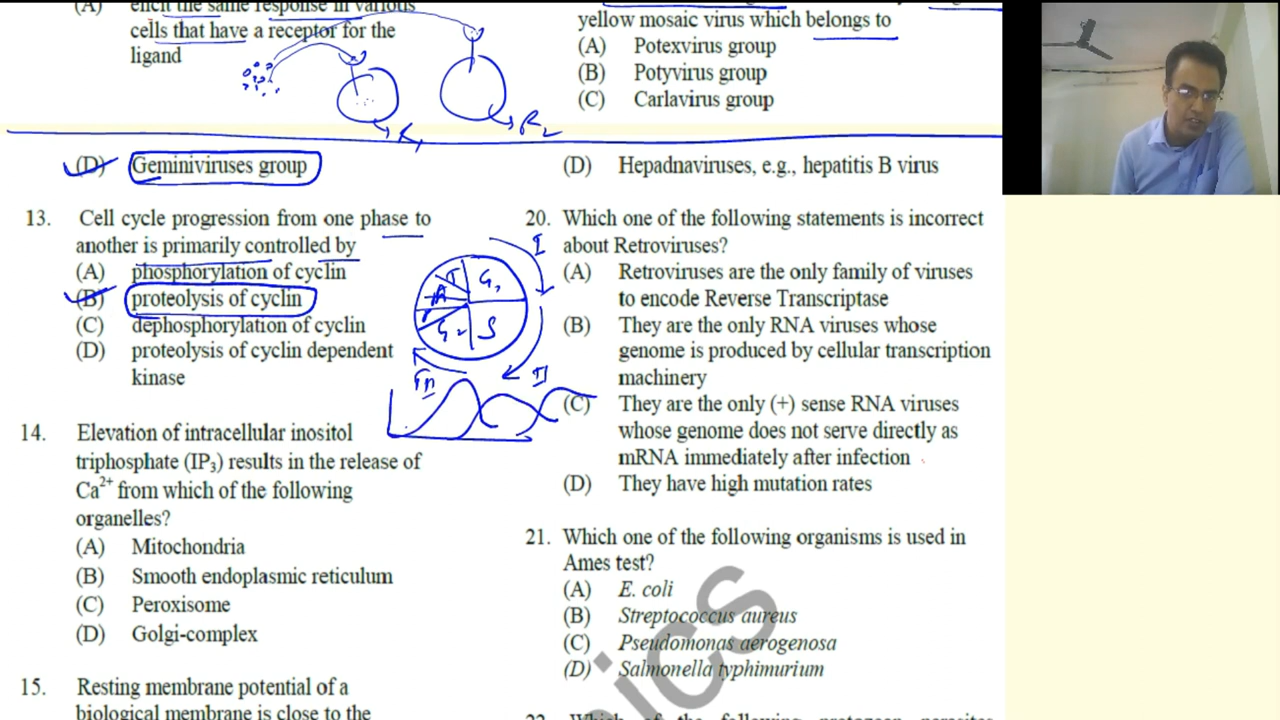 (A) elicit the same response in various
cells that have a receptor for the
ligand
R2
(D) Geminiviruses group
13. Cell cycle progression from one phase to
another is primarily controlled by
(A) phosphorylation of cyclin
(B) proteolysis of cyclin
(C) dephosphorylation of cyclin
(D) proteolysis of cyclin dependent
kinase
I
G1
S
G2
II
14. Elevation of intracellular inositol
triphosphate (IP3) results in the release of
Ca2+ from which of the following
organelles?
(A) Mitochondria
(B) Smooth endoplasmic reticulum
(C) Peroxisome
(D) Golgi-complex
15. Resting membrane potential of a
biological membrane is close to the
yellow mosaic virus which belongs to
(A) Potexvirus group
(B) Potyvirus group
(C) Carlavirus group
(D) Hepadnaviruses, e.g., hepatitis B virus
20. Which one of the following statements is incorrect
about Retroviruses?
(A) Retroviruses are the only family of viruses
to encode Reverse Transcriptase
(B) They are the only RNA viruses whose
genome is produced by cellular transcription
machinery
(C) They are the only (+) sense RNA viruses
whose genome does not serve directly as
mRNA immediately after infection
(D) They have high mutation rates
21. Which one of the following organisms is used in
Ames test?
(A) E. coli
(B) Streptococcus aureus
(C) Pseudomonas aerogenosa
(D) Salmonella typhimurium
22. Which of the following protozoan parasites